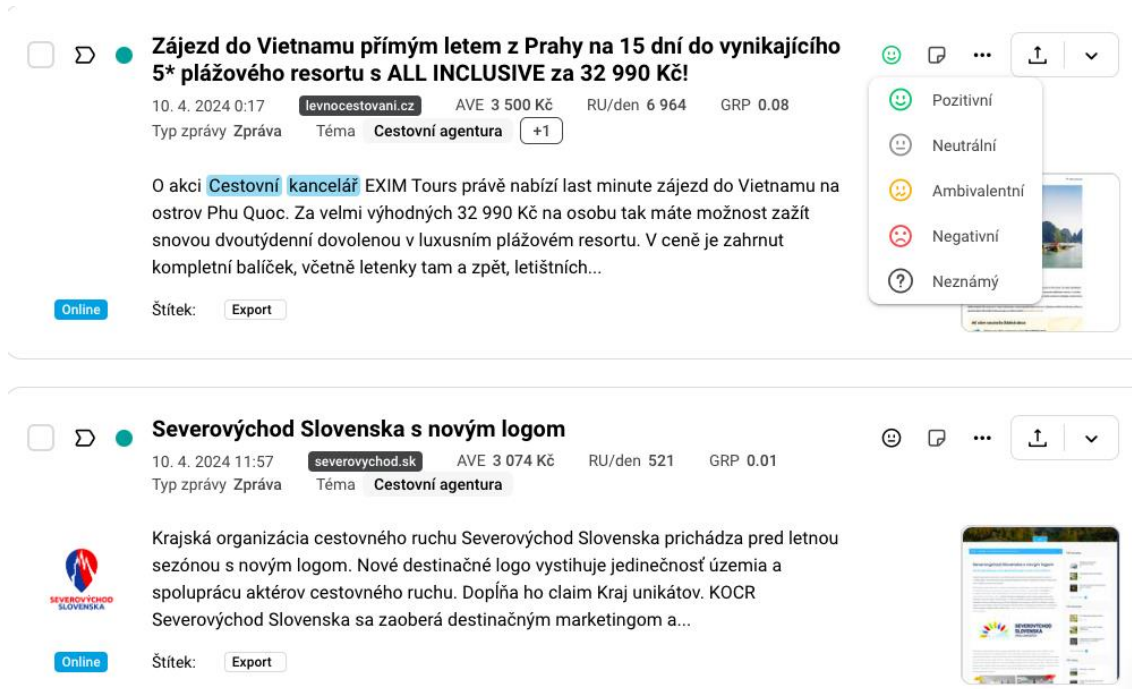 Zájezd do Vietnamu přímým letem z Prahy na 15 dní do vynikajícího
5* plážového resortu s ALL INCLUSIVE za 32 990 Kč!
10. 4. 2024 0:17 levnocestovani.cz AVE 3 500 Kč RU/den 6 964 GRP 0.08
Typ zprávy Zpráva Téma Cestovní agentura +1
O akci Cestovní kancelář EXIM Tours právě nabízí last minute zájezd do Vietnamu na
ostrov Phu Quoc. Za velmi výhodných 32 990 Kč na osobu tak máte možnost zažít
snovou dvoutýdenní dovolenou v luxusním plážovém resortu. V ceně je zahrnut
kompletní balíček, včetně letenky tam a zpět, letištních...
Online Štítek: Export
Pozitivní
Neutrální
Ambivalentní
Negativní
? Neznámý
Severovýchod Slovenska s novým logom
10. 4. 2024 11:57 severovychod.sk AVE 3 074 Kč RU/den 521 GRP 0.01
Typ zprávy Zpráva Téma Cestovní agentura
Krajská organizácia cestovného ruchu Severovýchod Slovenska prichádza pred letnou
sezónou s novým logom. Nové destinačné logo vystihuje jedinečnosť územia a
spoluprácu aktérov cestovného ruchu. Dopĺňa ho claim Kraj unikátov. KOCR
Severovýchod Slovenska sa zaoberá destinačným marketingom a...
SEVEROVÝCHOD
SLOVENSKA
Online Štítek: Export
Severovýchod Slovenska s novým logom
SEVEROVÝCHOD
SLOVENSKA